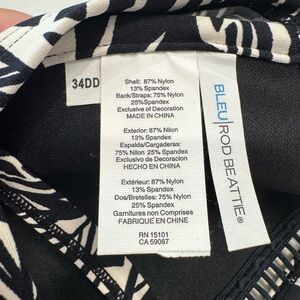 34DD
Shell: 87% Nylon
13% Spandex
Back/Straps: 75% Nylon
25%Spandex
Exclusive of Decoration
MADE IN CHINA
Exterior: 87% Nilon
13% Spandex
Espalda/Cargaderas:
75% Nilon 25% Spandex
Exclusivo de Decoracion
HECHO EN CHINA
Extérieur: 87% Nylon
13% Spandex
Dos/Bretelles: 75% Nylon
25% Spandex
Garnitures non Comprises
FABRIQUÉ EN CHINE
RN 15101
CA 59087
BLEU|ROD BEATTIE®